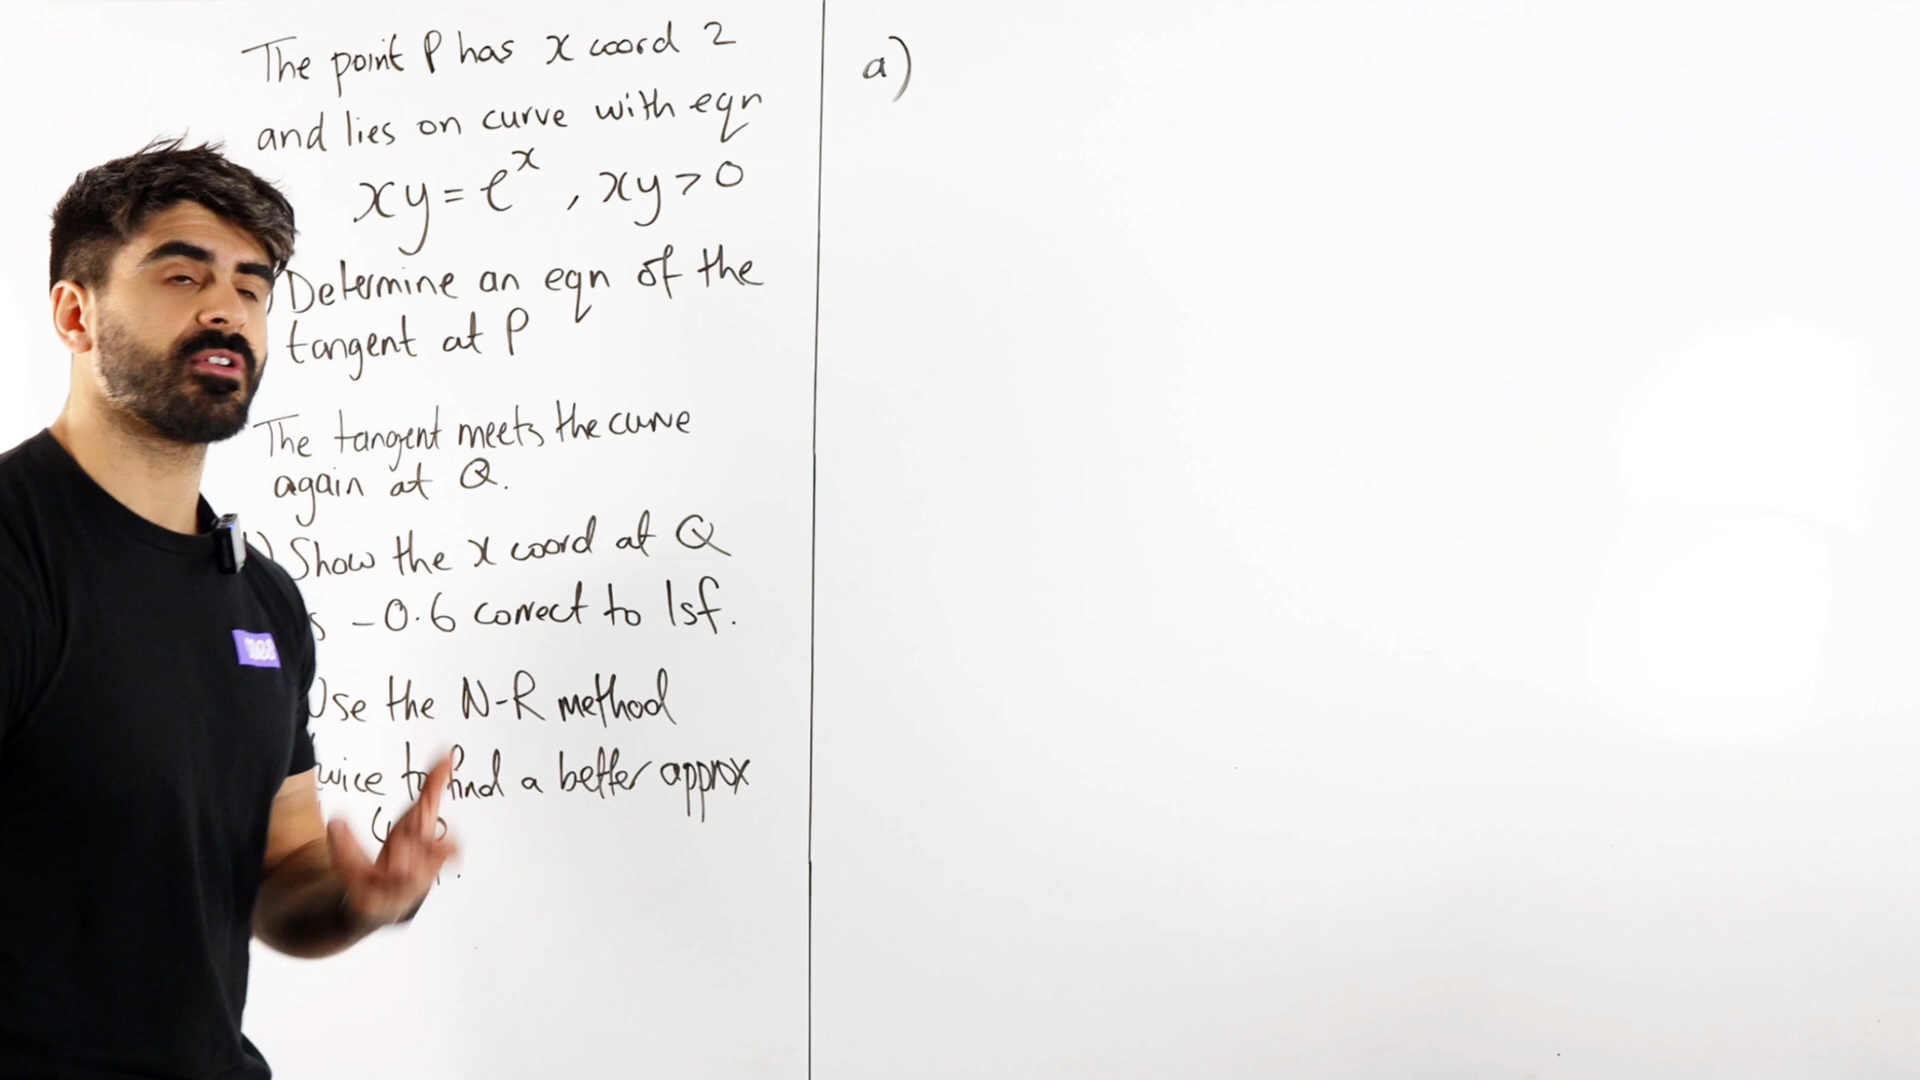 The point P has x coord 2
and lies on curve with eqn
xy = e^x , xy > 0
) Determine an eqn of the
tangent at P
The tangent meets the curve
again at Q.
) Show the x coord at Q
s -0.6 correct to 1sf.
Use the N-R method
wice to find a better approx
a)